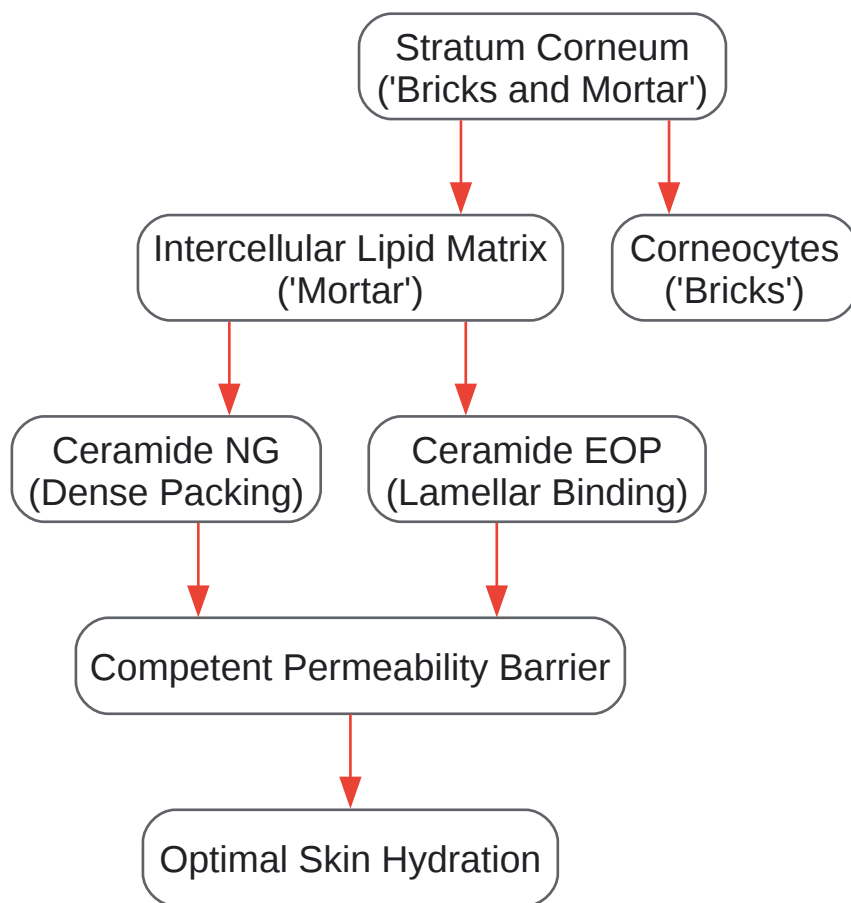 Stratum Corneum
('Bricks and Mortar')
Intercellular Lipid Matrix
('Mortar')
Corneocytes
('Bricks')
Ceramide NG
(Dense Packing)
Ceramide EOP
(Lamellar Binding)
Competent Permeability Barrier
Optimal Skin Hydration